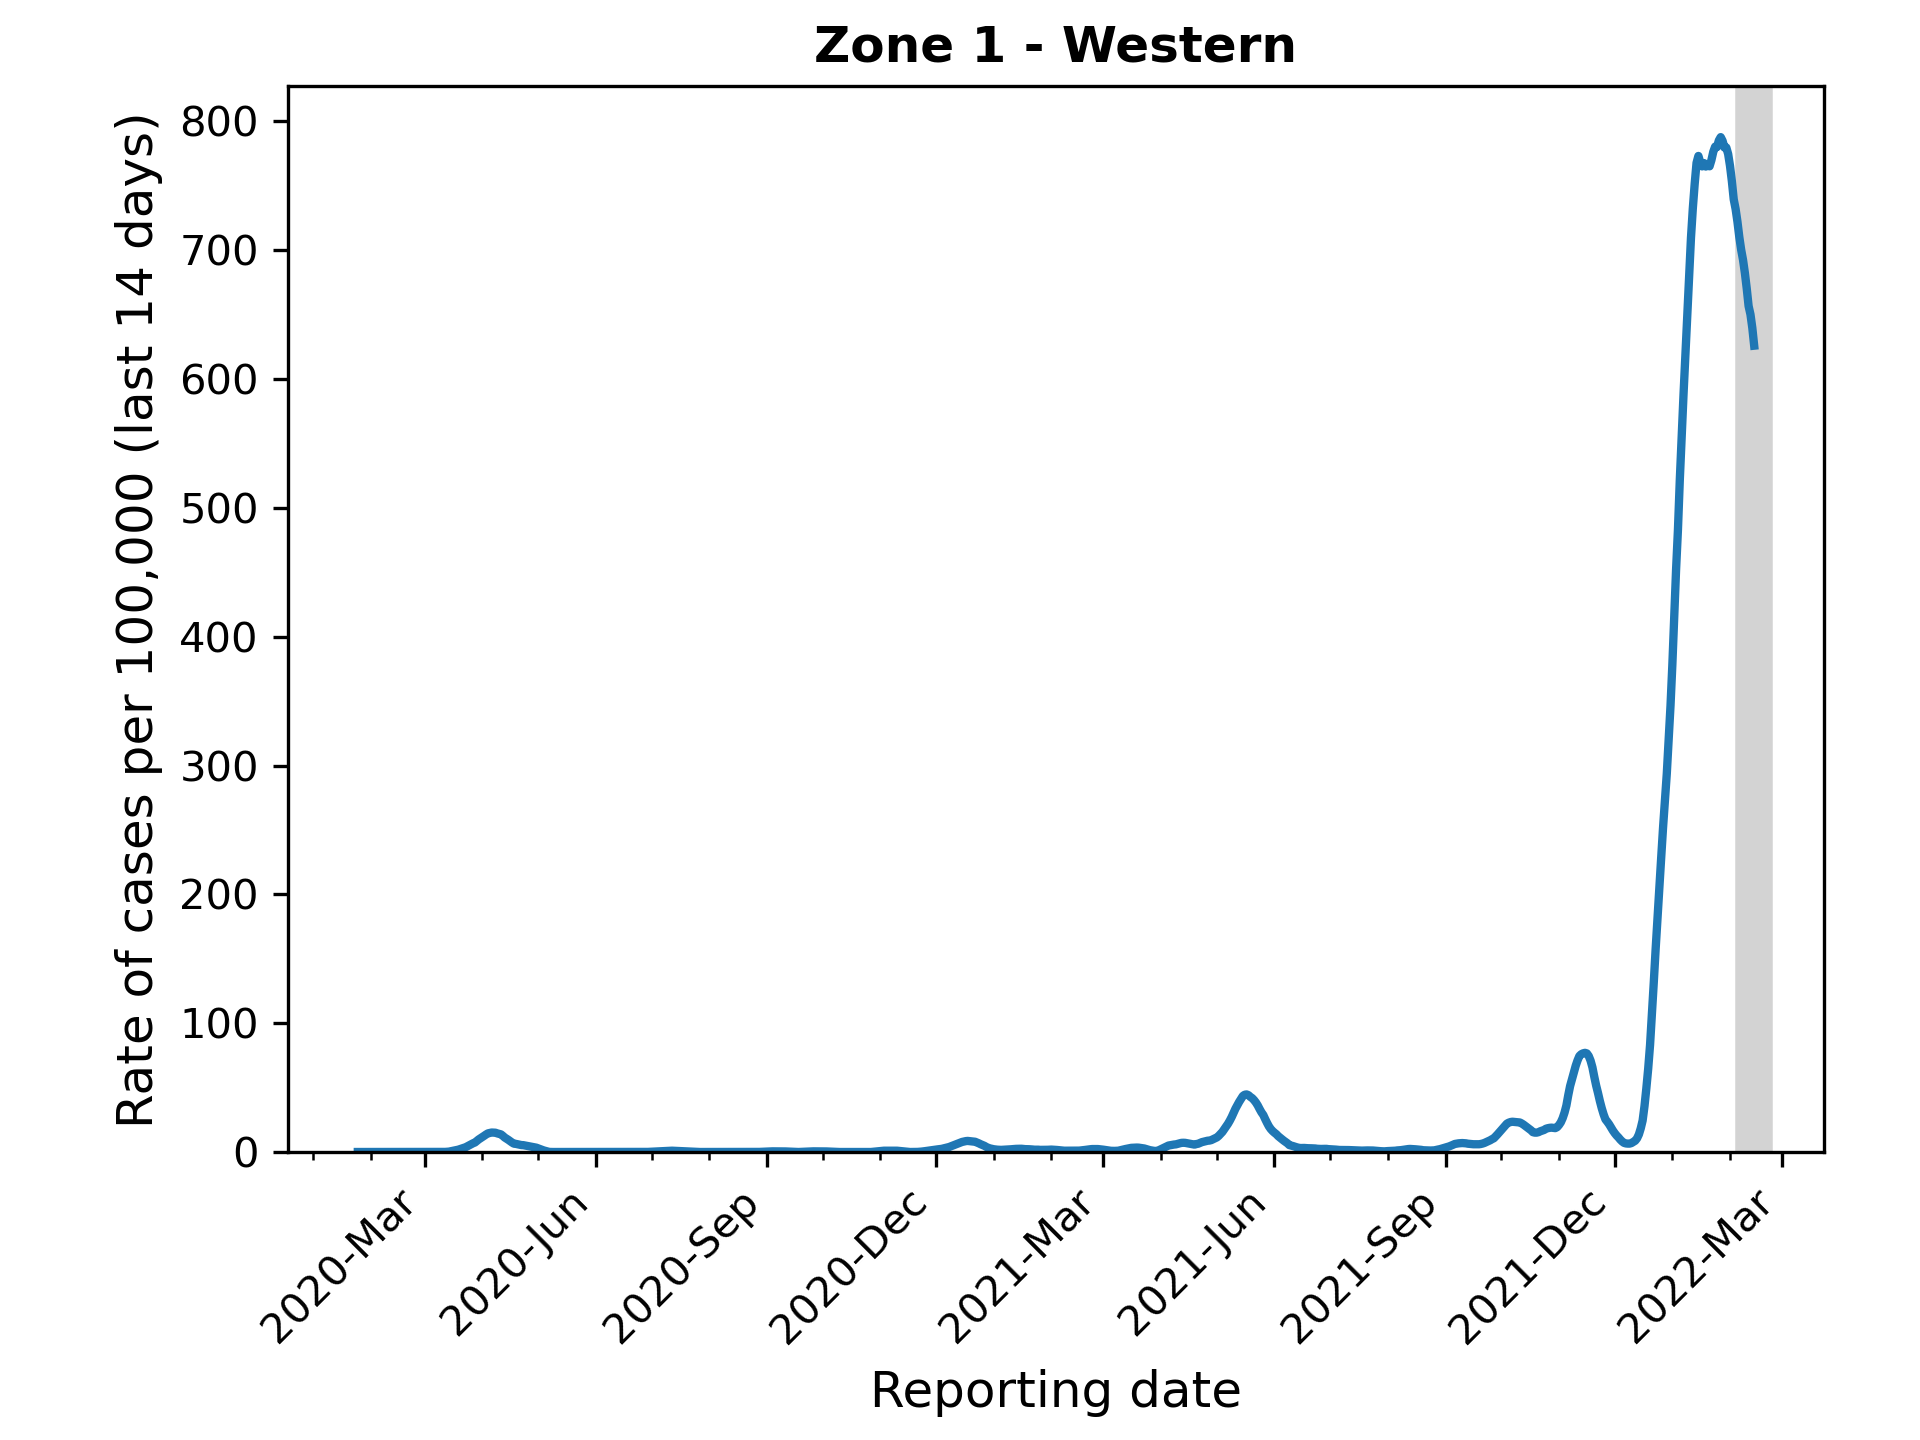 Zone 1 - Western
Rate of cases per 100,000 (last 14 days)
800
700
600
500
400
300
200
100
0
2020-Mar
2020-Jun
2020-Sep
2020-Dec
2021-Mar
2021-Jun
2021-Sep
2021-Dec
2022-Mar
Reporting date